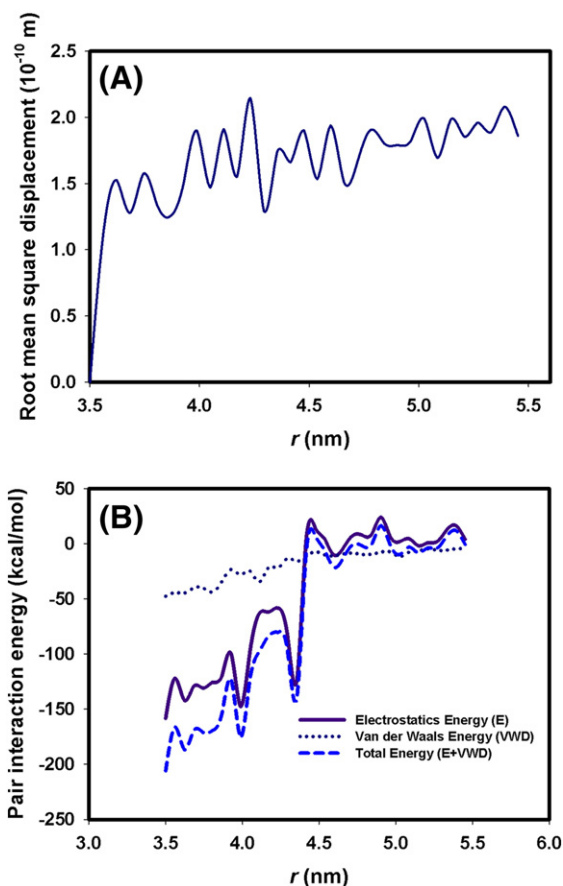 (A)
Root mean square displacement (10⁻¹⁰ m)
2.5
2.0
1.5
1.0
0.5
0.0
3.5 4.0 4.5 5.0 5.5
r (nm)
(B)
Pair interaction energy (kcal/mol)
50
0
-50
-100
-150
-200
-250
Electrostatics Energy (E)
Van der Waals Energy (VWD)
Total Energy (E+VWD)
3.0 3.5 4.0 4.5 5.0 5.5 6.0
r (nm)